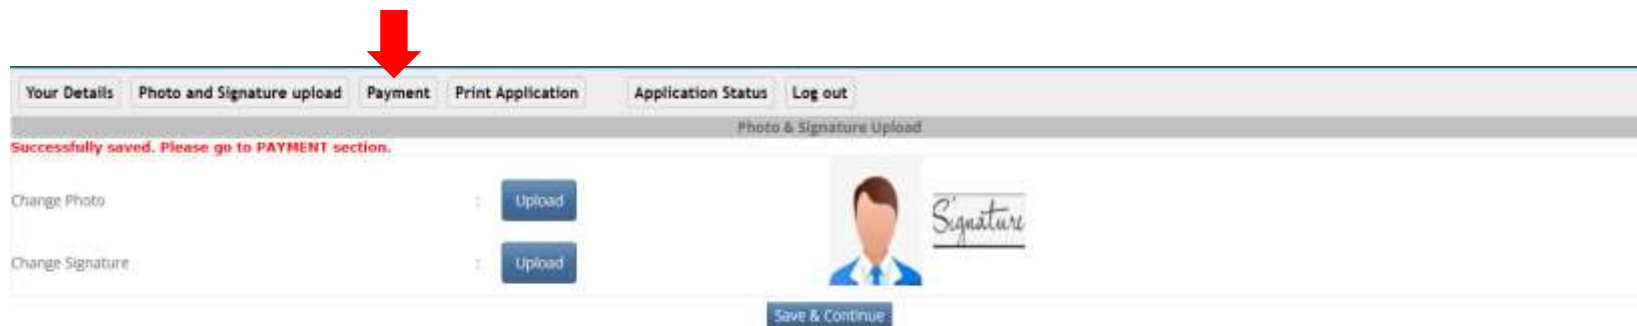 Your Details Photo and Signature upload Payment Print Application Application Status Log out
Photo & Signature Upload
Successfully saved. Please go to PAYMENT section.
Change Photo : Upload
Signature
Change Signature : Upload
Save & Continue